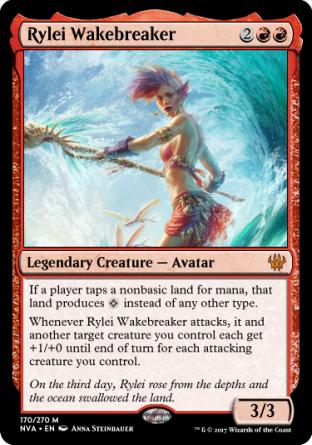 Rylei Wakebreaker 2
Legendary Creature — Avatar
If a player taps a nonbasic land for mana, that
land produces instead of any other type.
Whenever Rylei Wakebreaker attacks, it and
another target creature you control each get
+1/+0 until end of turn for each attacking
creature you control.
On the third day, Rylei rose from the depths and
the ocean swallowed the land.
3/3
170/270 M
NVA • EN ANNA STEINBAUER
™ & © 2017 Wizards of the Coast